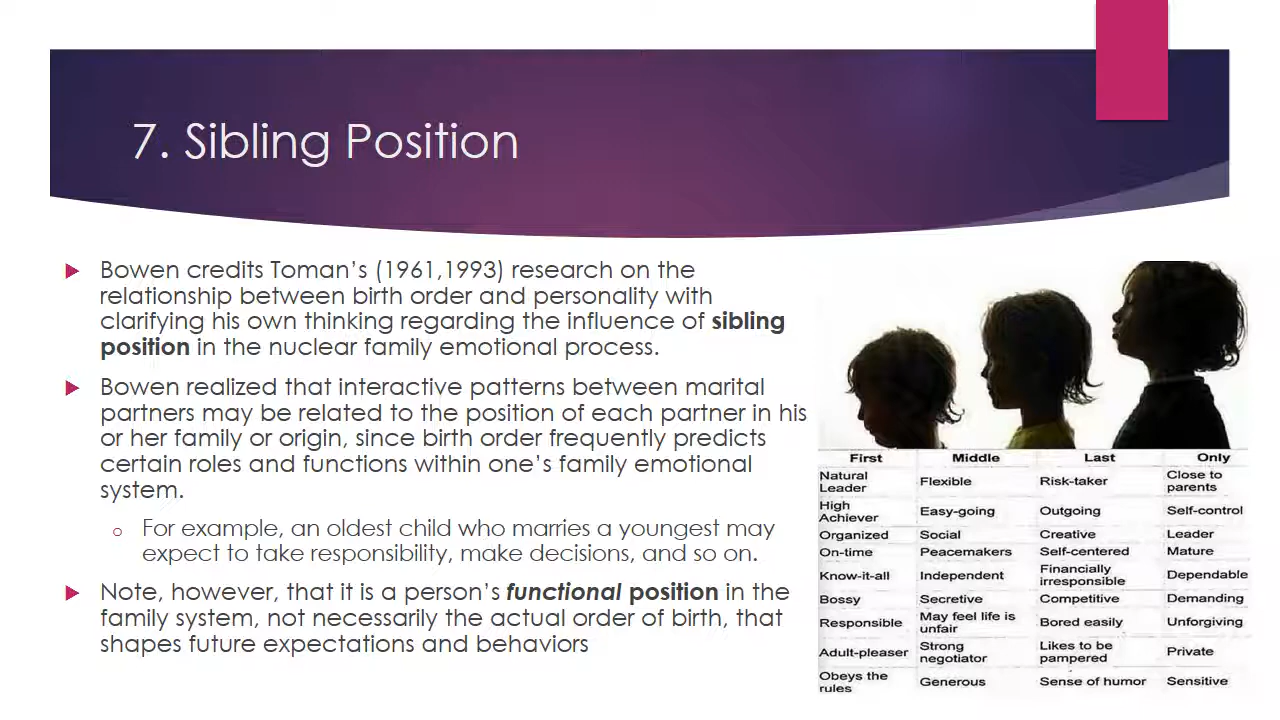 7. Sibling Position
Bowen credits Toman's (1961,1993) research on the
relationship between birth order and personality with
clarifying his own thinking regarding the influence of sibling
position in the nuclear family emotional process.
Bowen realized that interactive patterns between marital
partners may be related to the position of each partner in his
or her family or origin, since birth order frequently predicts
certain roles and functions within one's family emotional
system.
For example, an oldest child who marries a youngest may
expect to take responsibility, make decisions, and so on.
Note, however, that it is a person's functional position in the
family system, not necessarily the actual order of birth, that
shapes future expectations and behaviors
First Middle Last Only
Natural
Leader Flexible Risk-taker Close to
parents
High
Achiever Easy-going Outgoing Self-control
Organized Social Creative Leader
On-time Peacemakers Self-centered Mature
Know-it-all Independent Financially
irresponsible Dependable
Bossy Secretive Competitive Demanding
Responsible May feel life is
unfair Bored easily Unforgiving
Adult-pleaser Strong
negotiator Likes to be
pampered Private
Obeys the
rules Generous Sense of humor Sensitive